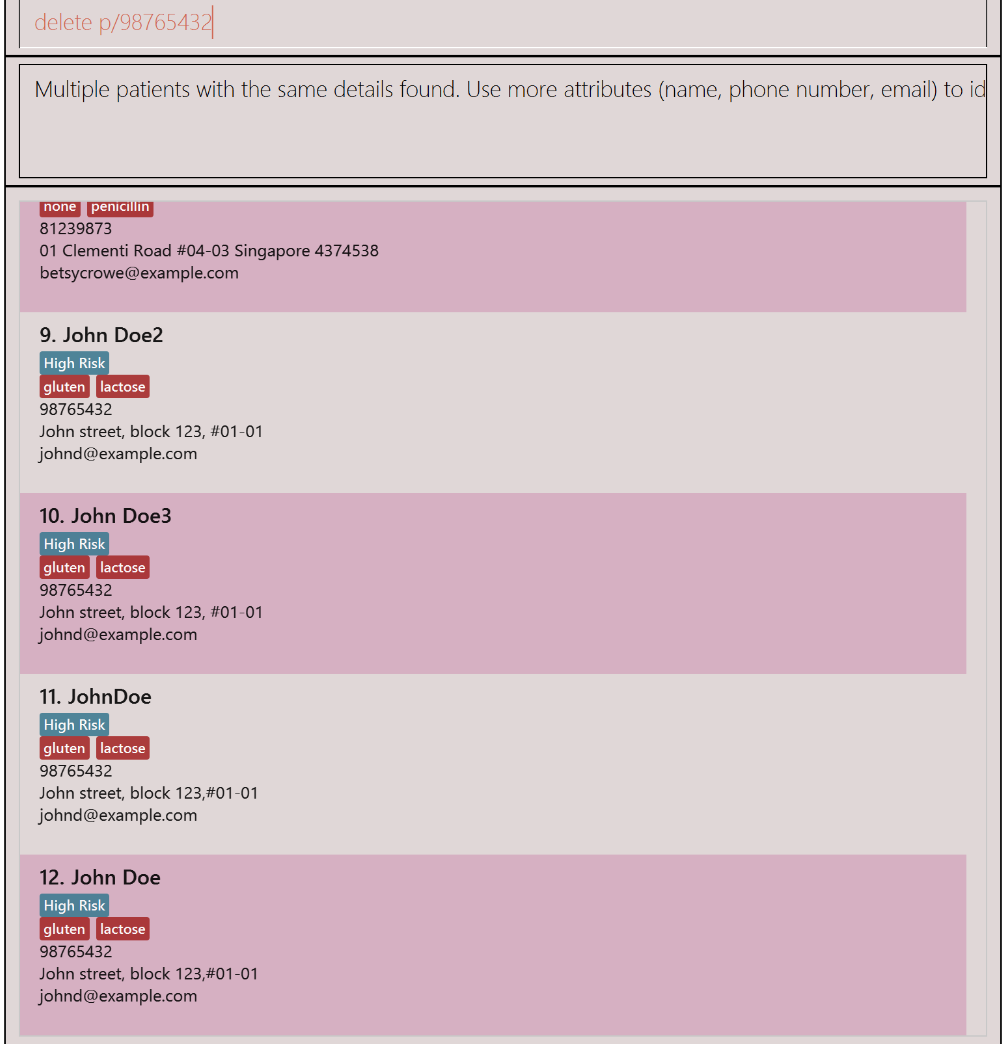 delete p/98765432
Multiple patients with the same details found. Use more attributes (name, phone number, email) to id
none penicillin
81239873
01 Clementi Road #04-03 Singapore 4374538
betsycrowe@example.com
9. John Doe2
High Risk
gluten lactose
98765432
John street, block 123, #01-01
johnd@example.com
10. John Doe3
High Risk
gluten lactose
98765432
John street, block 123, #01-01
johnd@example.com
11. JohnDoe
High Risk
gluten lactose
98765432
John street, block 123,#01-01
johnd@example.com
12. John Doe
High Risk
gluten lactose
98765432
John street, block 123,#01-01
johnd@example.com